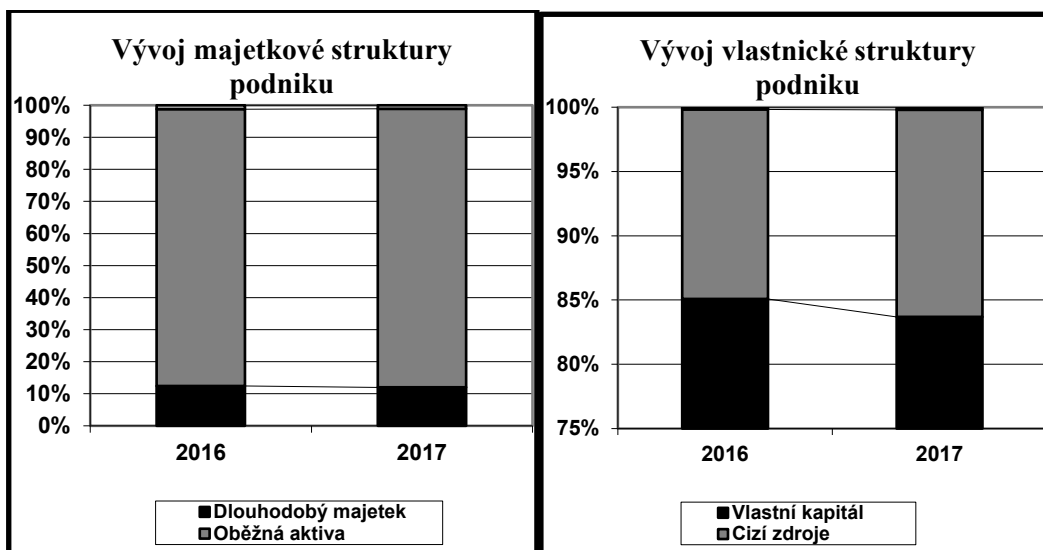 Vývoj majetkové struktury
podniku
100%
90%
80%
70%
60%
50%
40%
30%
20%
10%
0%
2016 2017
Dlouhodobý majetek
Oběžná aktiva
Vývoj vlastnické struktury
podniku
100%
95%
90%
85%
80%
75%
2016 2017
Vlastní kapitál
Cizí zdroje